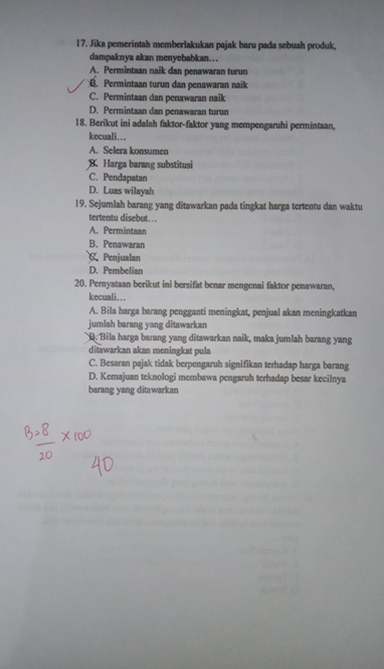 17. Jika pemerintah memberlakukan pajak baru pada sebuah produk,
dampaknya akan menyebabkan…
A. Permintaan naik dan penawaran turun
B. Permintaan turun dan penawaran naik
C. Permintaan dan penawaran naik
D. Permintaan dan penawaran turun
18. Berikut ini adalah faktor-faktor yang mempengaruhi permintaan,
kecuali…
A. Selera konsumen
B. Harga barang substitusi
C. Pendapatan
D. Luas wilayah
19. Sejumlah barang yang ditawarkan pada tingkat harga tertentu dan waktu
tertentu disebut…
A. Permintaan
B. Penawaran
C. Penjualan
D. Pembelian
20. Pernyataan berikut ini bersifat benar mengenai faktor penawaran,
kecuali…
A. Bila harga barang pengganti meningkat, penjual akan meningkatkan
jumlah barang yang ditawarkan
B. Bila harga barang yang ditawarkan naik, maka jumlah barang yang
ditawarkan akan meningkat pula
C. Besaran pajak tidak berpengaruh signifikan terhadap harga barang
D. Kemajuan teknologi membawa pengaruh terhadap besar kecilnya
barang yang ditawarkan
B=8 × 100
20
40